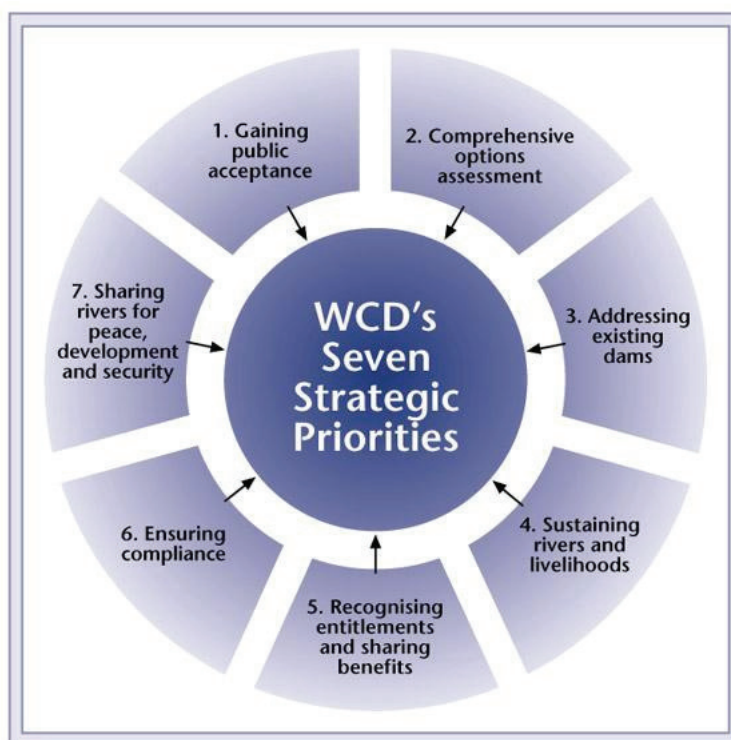 1. Gaining
public
acceptance
2. Comprehensive
options
assessment
3. Addressing
existing
dams
4. Sustaining
rivers and
livelihoods
5. Recognising
entitlements
and sharing
benefits
6. Ensuring
compliance
7. Sharing
rivers for
peace,
development
and security
WCD's
Seven
Strategic
Priorities